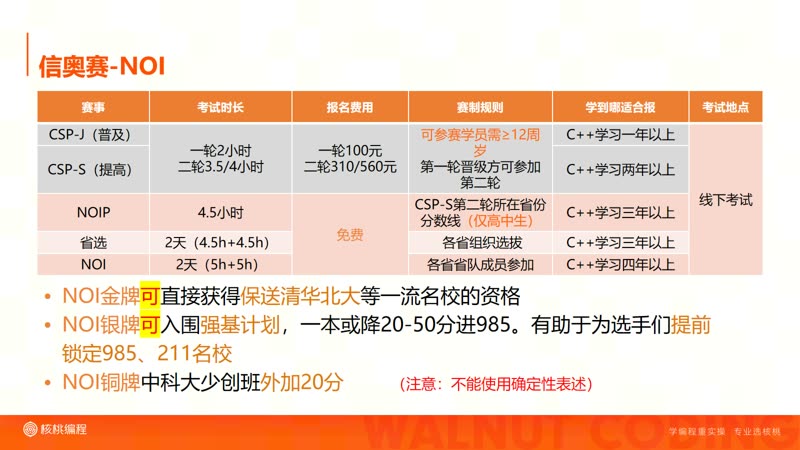 信奥赛-NOI
赛事 考试时长 报名费用 赛制规则 学到哪适合报 考试地点
CSP-J（普及） C++学习一年以上
CSP-S（提高） C++学习两年以上
一轮2小时
二轮3.5/4小时
一轮100元
二轮310/560元
可参赛学员需≥12周
岁
第一轮晋级方可参加
第二轮
线下考试
NOIP 4.5小时 C++学习三年以上
CSP-S第二轮所在省份
分数线（仅高中生）
免费
省选 2天（4.5h+4.5h） 各省组织选拔 C++学习三年以上
NOI 2天（5h+5h） 各省省队成员参加 C++学习四年以上
• NOI金牌可直接获得保送清华北大等一流名校的资格
• NOI银牌可入围强基计划，一本或降20-50分进985。有助于为选手们提前
锁定985、211名校
• NOI铜牌中科大少创班外加20分 （注意：不能使用确定性表述）
核桃编程
WALNUT CODING
学编程重实操 专业选核桃